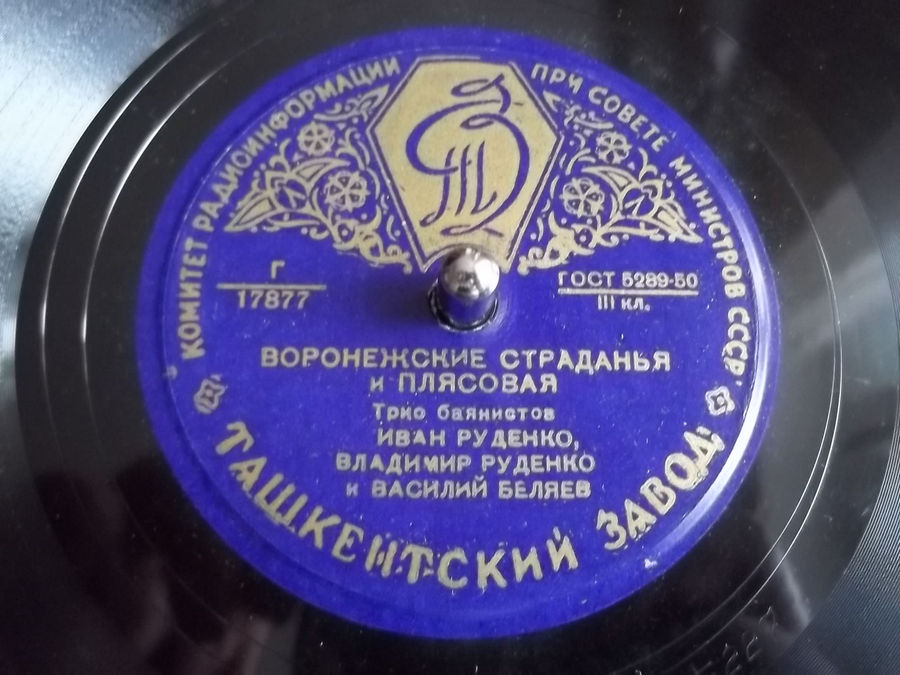 КОМИТЕТ РАДИОИНФОРМАЦИИ ПРИ СОВЕТЕ МИНИСТРОВ СССР
Г
17877
ГОСТ 5289-50
III кл.
ВОРОНЕЖСКИЕ СТРАДАНЬЯ
и ПЛЯСОВАЯ
Трио баянистов
ИВАН РУДЕНКО,
ВЛАДИМИР РУДЕНКО
и ВАСИЛИЙ БЕЛЯЕВ
ТАШКЕНТСКИЙ ЗАВОД